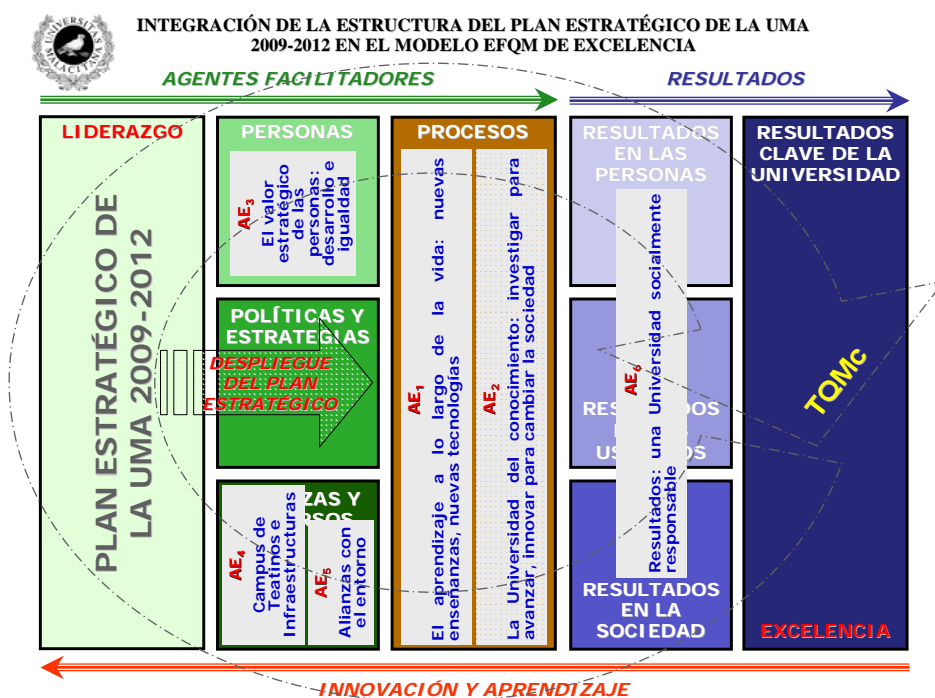 INTEGRACIÓN DE LA ESTRUCTURA DEL PLAN ESTRATÉGICO DE LA UMA
2009-2012 EN EL MODELO EFQM DE EXCELENCIA
AGENTES FACILITADORES
RESULTADOS
LIDERAZGO
PLAN ESTRATÉGICO DE
LA UMA 2009-2012
PERSONAS
AE3
El valor
estratégico
de las
personas:
desarrollo e
igualdad
POLÍTICAS Y
ESTRATEGIAS
DESPLIEGUE
DEL PLAN
ESTRATÉGICO
ZAS Y
AE4
Campus de
Teatinos e
Infraestructuras
AE5
Alianzas con
el entorno
PROCESOS
AE1
El aprendizaje a lo largo de la vida: nuevas
enseñanzas, nuevas tecnologías
AE2
La Universidad del conocimiento: investigar para
avanzar, innovar para cambiar la sociedad
RESULTADOS
EN LAS
PERSONAS
AE6
Resultados: una Universidad socialmente
responsable
RESULTADOS
EN LA
SOCIEDAD
RESULTADOS
CLAVE DE LA
UNIVERSIDAD
TQMc
EXCELENCIA
INNOVACIÓN Y APRENDIZAJE